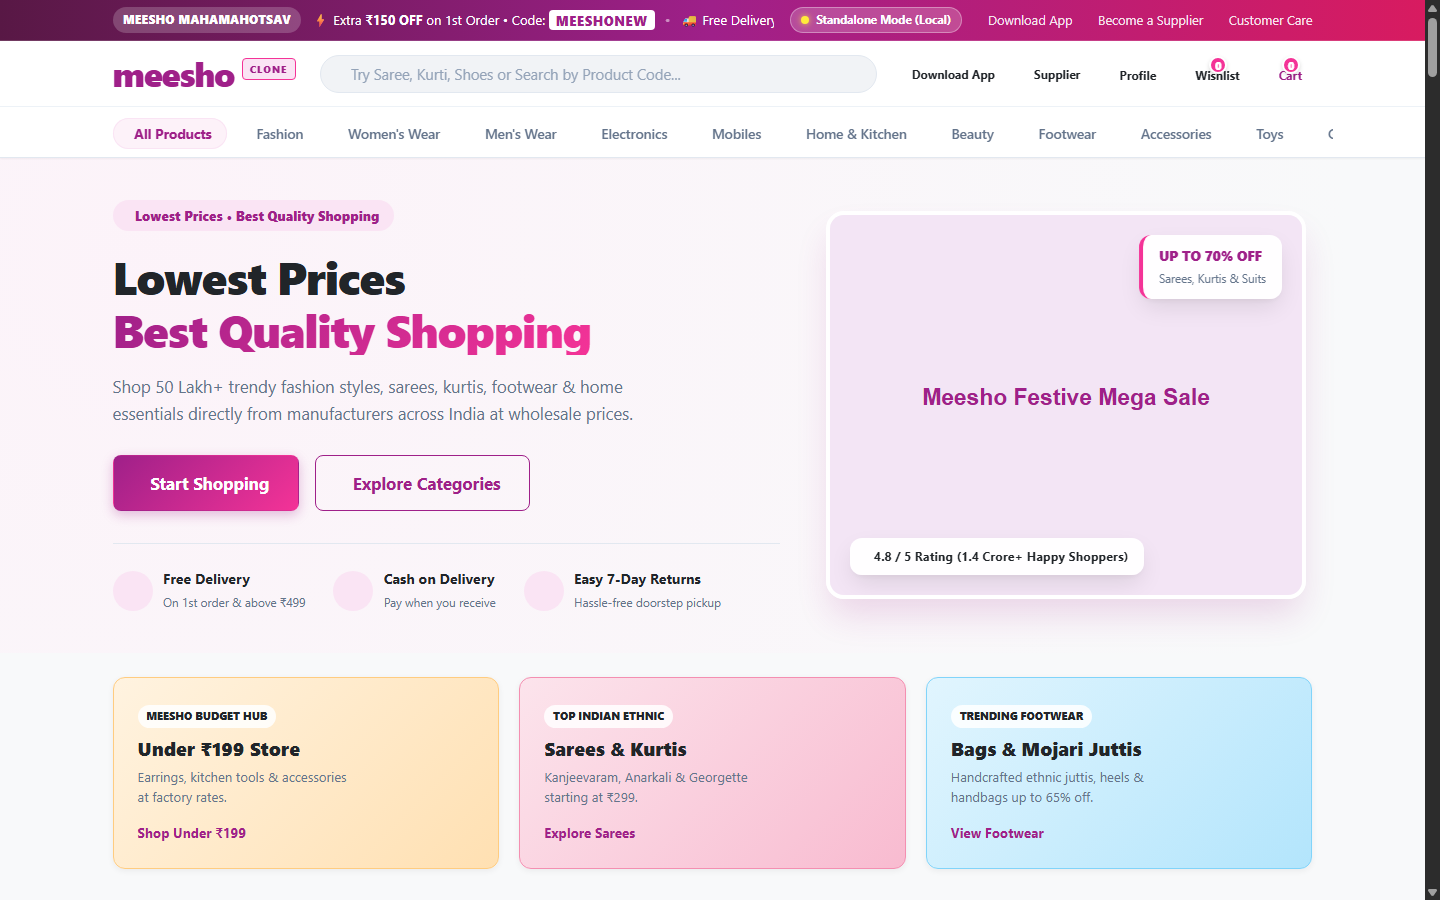 MEESHO MAHAMAHOTSAV
⚡ Extra ₹150 OFF on 1st Order • Code: MEESHONEW • 🚚 Free Delivery
Standalone Mode (Local)
Download App
Become a Supplier
Customer Care
meesho CLONE
Try Saree, Kurti, Shoes or Search by Product Code...
Download App
Supplier
Profile
Wishlist 0
Cart 0
All Products
Fashion
Women's Wear
Men's Wear
Electronics
Mobiles
Home & Kitchen
Beauty
Footwear
Accessories
Toys
Lowest Prices • Best Quality Shopping
Lowest Prices
Best Quality Shopping
Shop 50 Lakh+ trendy fashion styles, sarees, kurtis, footwear & home
essentials directly from manufacturers across India at wholesale prices.
Start Shopping
Explore Categories
Free Delivery
On 1st order & above ₹499
Cash on Delivery
Pay when you receive
Easy 7-Day Returns
Hassle-free doorstep pickup
UP TO 70% OFF
Sarees, Kurtis & Suits
Meesho Festive Mega Sale
4.8 / 5 Rating (1.4 Crore+ Happy Shoppers)
MEESHO BUDGET HUB
Under ₹199 Store
Earrings, kitchen tools & accessories
at factory rates.
Shop Under ₹199
TOP INDIAN ETHNIC
Sarees & Kurtis
Kanjeevaram, Anarkali & Georgette
starting at ₹299.
Explore Sarees
TRENDING FOOTWEAR
Bags & Mojari Juttis
Handcrafted ethnic juttis, heels &
handbags up to 65% off.
View Footwear